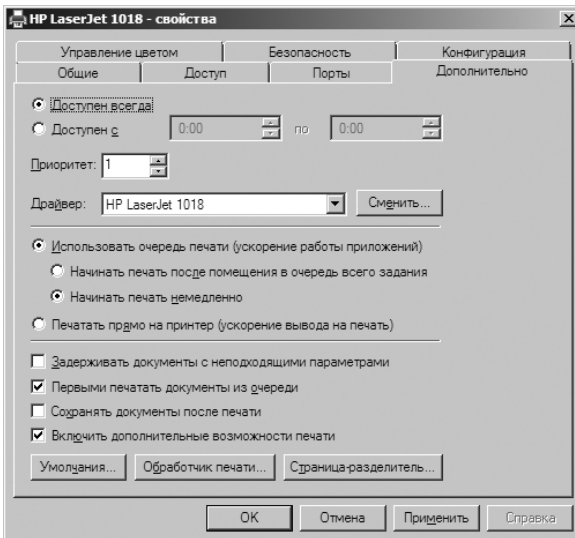 HP LaserJet 1018 - свойства
Управление цветом Безопасность Конфигурация
Общие Доступ Порты Дополнительно
Доступен всегда
Доступен с 0:00 по 0:00
Приоритет: 1
Драйвер: HP LaserJet 1018 Сменить...
Использовать очередь печати (ускорение работы приложений)
Начинать печать после помещения в очередь всего задания
Начинать печать немедленно
Печатать прямо на принтер (ускорение вывода на печать)
Задерживать документы с неподходящими параметрами
Первыми печатать документы из очереди
Сохранять документы после печати
Включить дополнительные возможности печати
Умолчания... Обработчик печати... Страница-разделитель...
OK Отмена Применить Справка